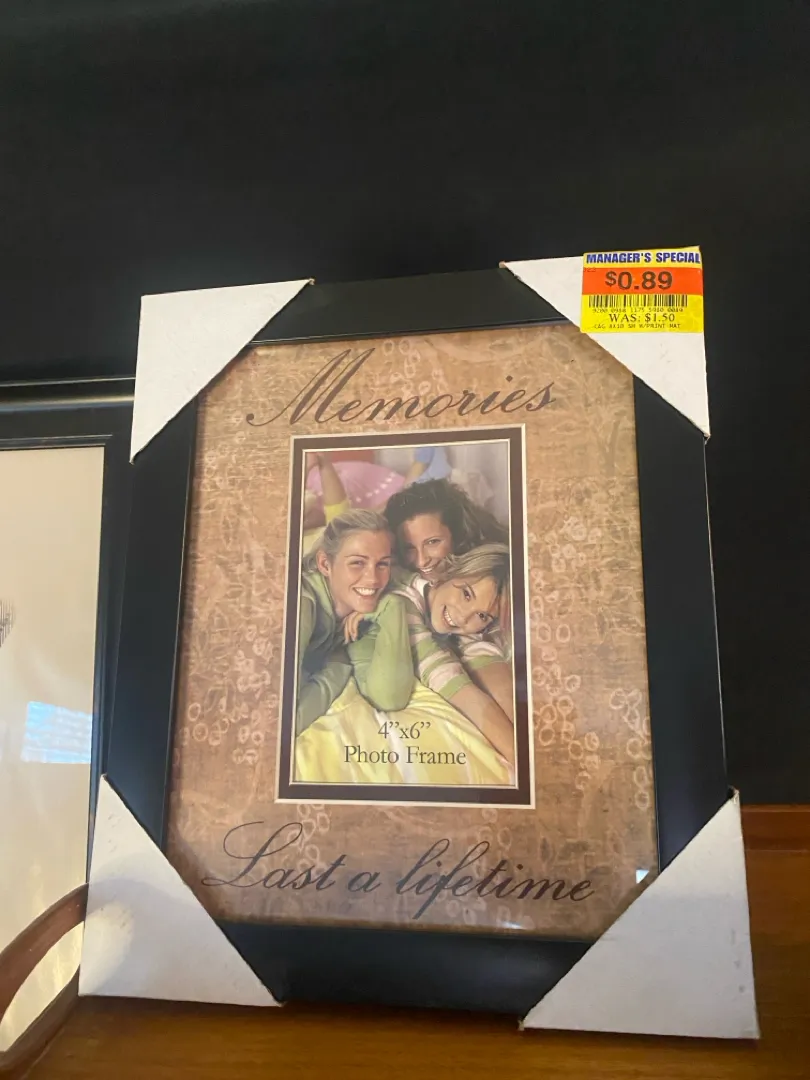 MANAGER'S SPECIAL
$0.89
WAS: $1.50
Memories
4”x6”
Photo Frame
Last a lifetime